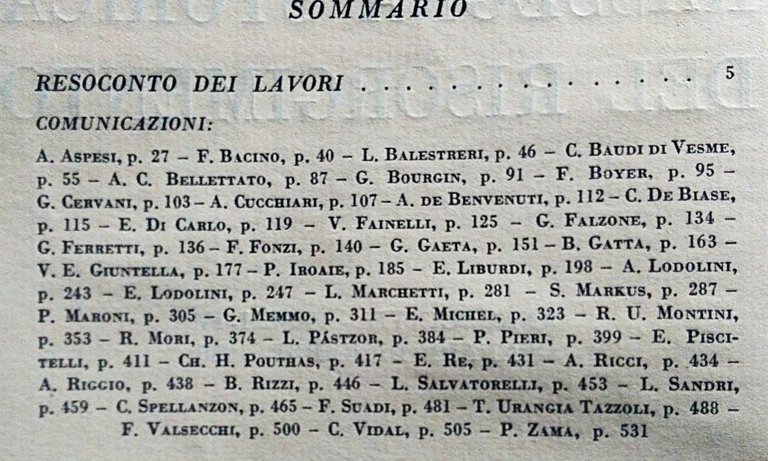 SOMMARIO
RESOCONTO DEI LAVORI . . . . . . . . . . . . . . . 5
COMUNICAZIONI:
A. ASPESI, p. 27 – F. BACINO, p. 40 – L. BALESTRERI, p. 46 – C. BAUDI DI VESME,
p. 55 – A. C. BELLETTATO, p. 87 – G. BOURGIN, p. 91 – F. BOYER, p. 95 –
G. CERVANI, p. 103 – A. CUCCHIARI, p. 107 – A. DE BENVENUTI, p. 112 – C. DE BIASE,
p. 115 – E. DI CARLO, p. 119 – V. FAINELLI, p. 125 – G. FALZONE, p. 134 –
G. FERRETTI, p. 136 – F. FONZI, p. 140 – G. GAETA, p. 151 – B. GATTA, p. 163 –
V. E. GIUNTELLA, p. 177 – P. IROAIE, p. 185 – E. LIBURDI, p. 198 – A. LODOLINI,
p. 243 – E. LODOLINI, p. 247 – L. MARCHETTI, p. 281 – S. MARKUS, p. 287 –
P. MARONI, p. 305 – G. MEMMO, p. 311 – E. MICHEL, p. 323 – R. U. MONTINI,
p. 353 – R. MORI, p. 374 – L. PÁSTZOR, p. 384 – P. PIERI, p. 399 – E. PISCI-
TELLI, p. 411 – CH. H. POUTHAS, p. 417 – E. RE, p. 431 – A. RICCI, p. 434 –
A. RIGGIO, p. 438 – B. RIZZI, p. 446 – L. SALVATORELLI, p. 453 – L. SANDRI,
p. 459 – C. SPELLANZON, p. 465 – F. SUADI, p. 481 – T. URANGIA TAZZOLI, p. 488 –
F. VALSECCHI, p. 500 – C. VIDAL, p. 505 – P. ZAMA, p. 531